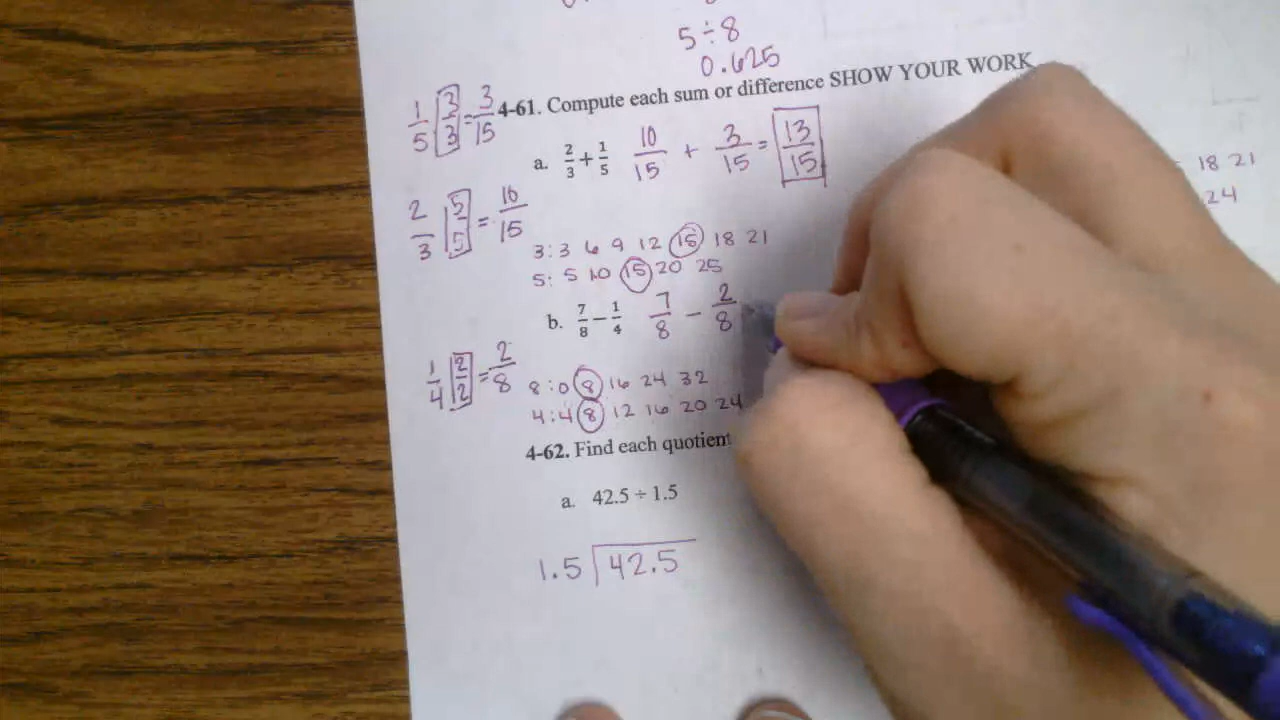 5 ÷ 8
0.625
4-61. Compute each sum or difference SHOW YOUR WORK
1/5 [3/3] = 3/15
a. 2/3 + 1/5 10/15 + 3/15 = 13/15
2/3 [5/5] = 10/15
3: 3 6 9 12 15 18 21
5: 5 10 15 20 25
18 21
24
b. 7/8 − 1/4 7/8 − 2/8
1/4 [2/2] = 2/8
8: 0 8 16 24 32
4: 4 8 12 16 20 24
4-62. Find each quotient
a. 42.5 ÷ 1.5
1.5 42.5